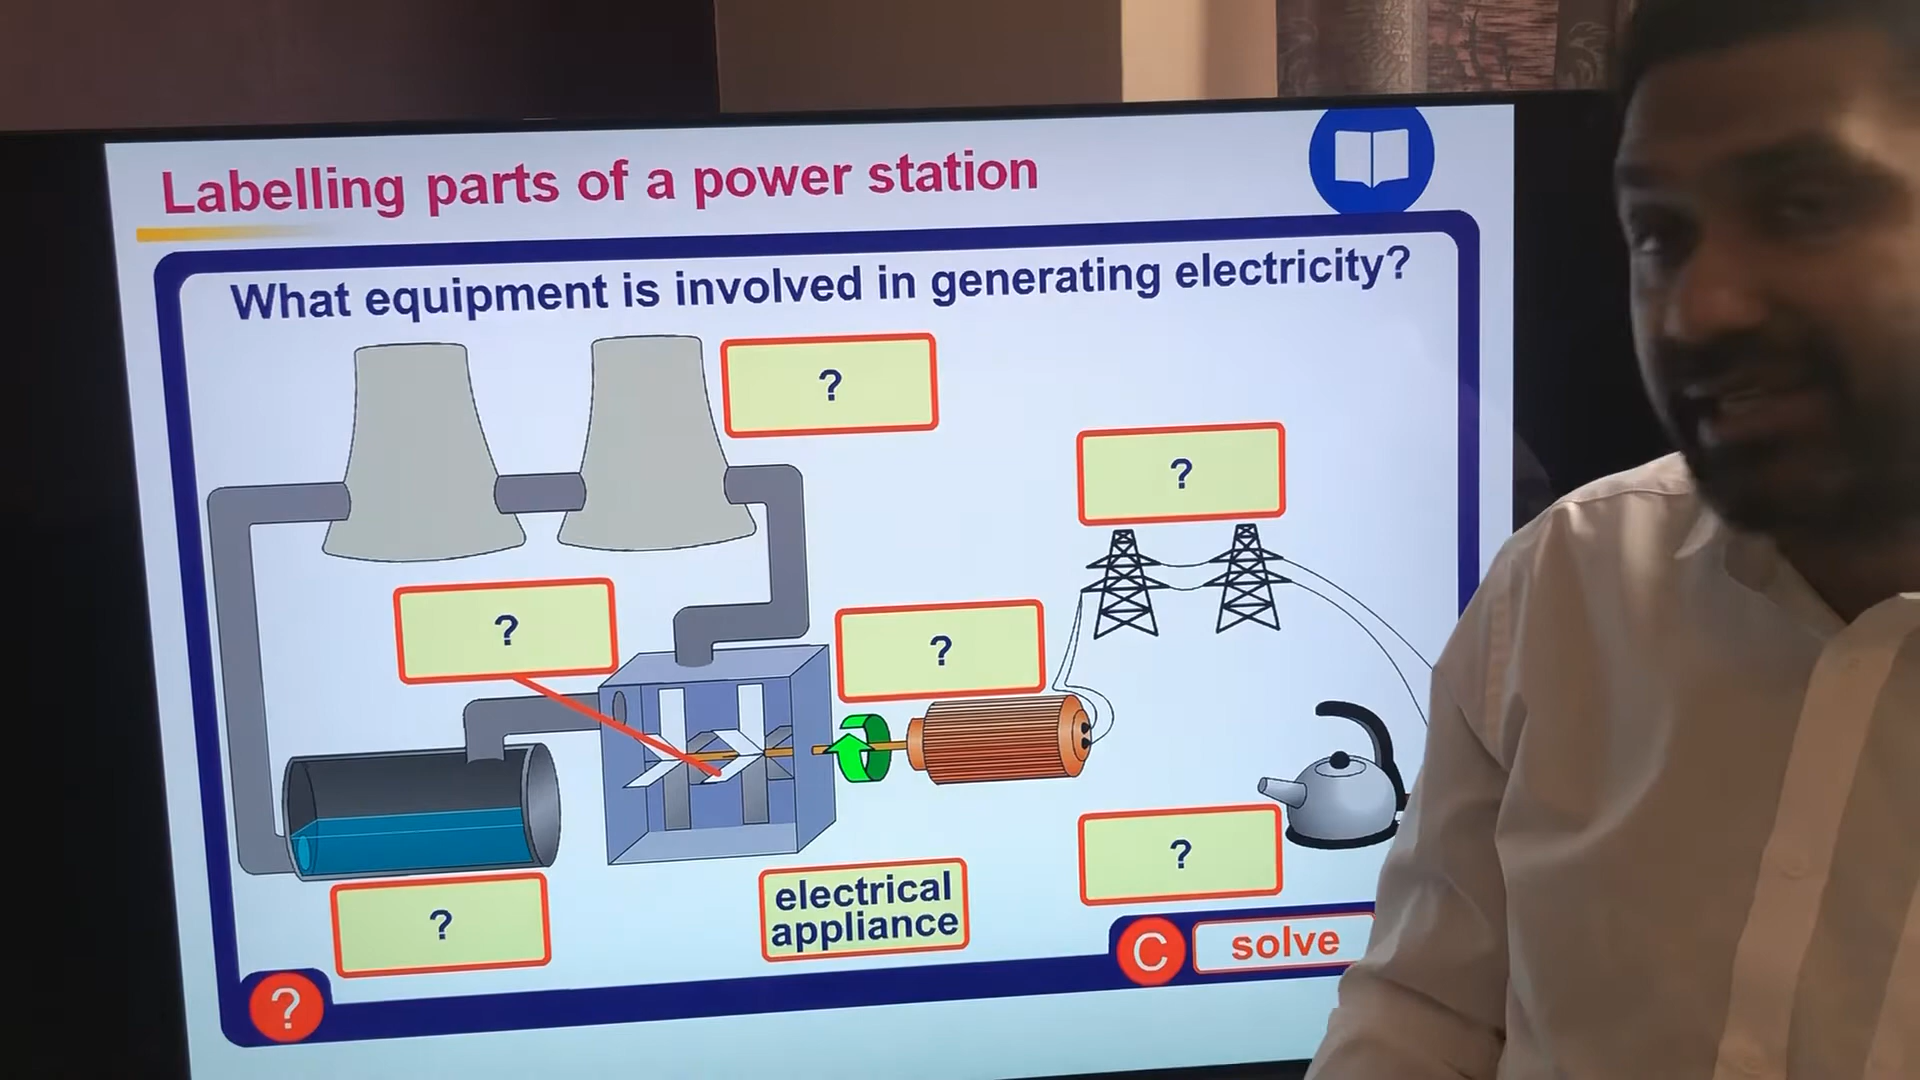 Labelling parts of a power station
What equipment is involved in generating electricity?
?
?
?
?
?
?
electrical
appliance
C
solve
?